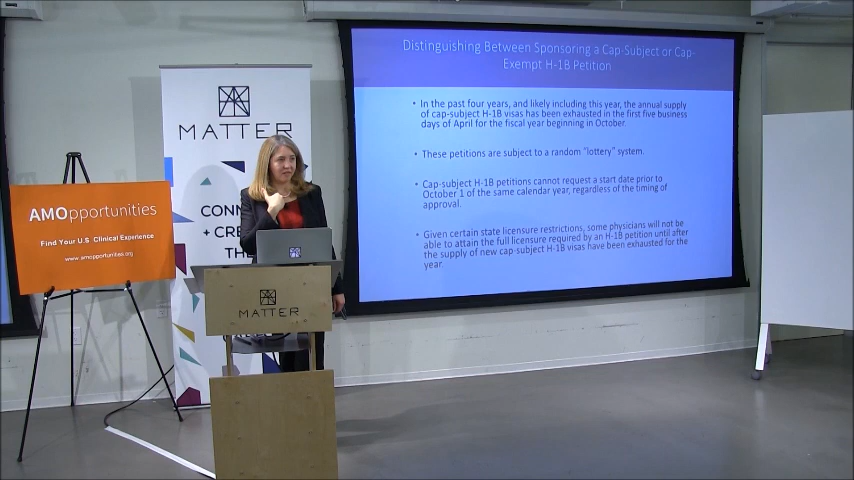 Distinguishing Between Sponsoring a Cap-Subject or Cap-
Exempt H-1B Petition
• In the past four years, and likely including this year, the annual supply
of cap-subject H-1B visas has been exhausted in the first five business
days of April for the fiscal year beginning in October.
• These petitions are subject to a random "lottery" system.
• Cap-subject H-1B petitions cannot request a start date prior to
October 1 of the same calendar year, regardless of the timing of
approval.
• Given certain state licensure restrictions, some physicians will not be
able to attain the full licensure required by an H-1B petition until after
the supply of new cap-subject H-1B visas have been exhausted for the
year.
MATTER
CONN
+ CRE
THE
AMOpportunities
Find Your U.S Clinical Experience
www.amopportunities.org
MATTER